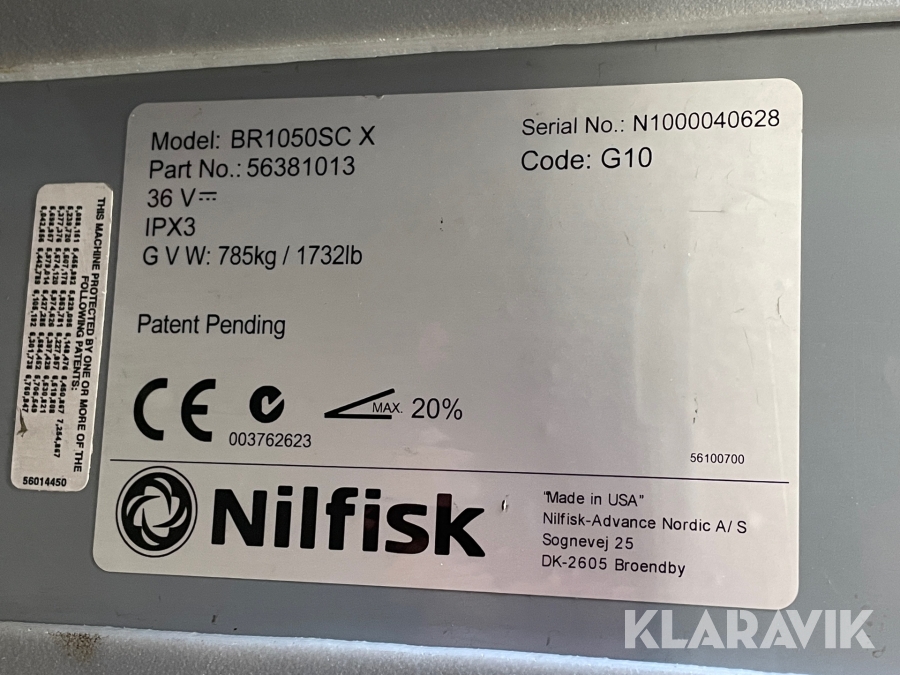 Model: BR1050SC X
Part No.: 56381013
36 V
IPX3
G V W: 785kg / 1732lb
Serial No.: N1000040628
Code: G10
Patent Pending
CE
003762623
MAX. 20%
56100700
Nilfisk
"Made in USA"
Nilfisk-Advance Nordic A/S
Sognevej 25
DK-2605 Broendby
THIS MACHINE PROTECTED BY ONE OR MORE OF THE
FOLLOWING PATENTS:
56014450
KLARAVIK